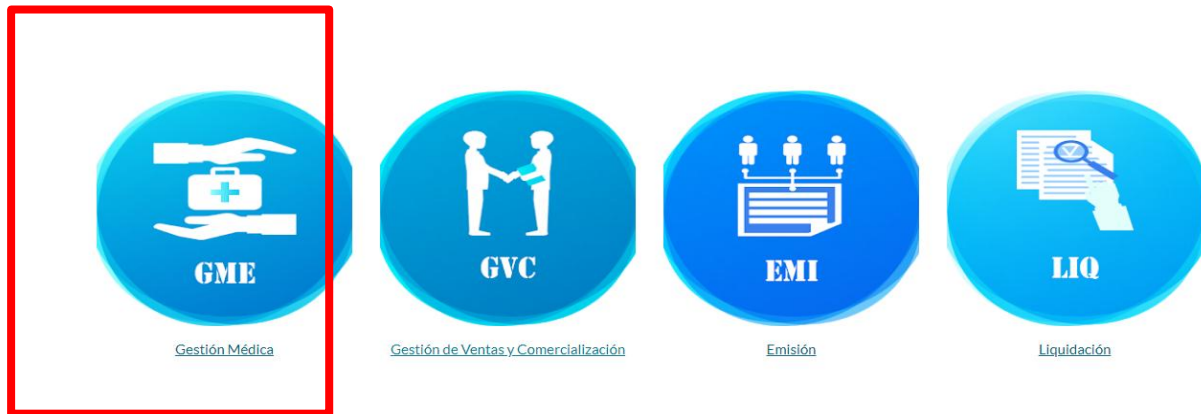 GME
GVC
EMI
LIQ
Gestión Médica
Gestión de Ventas y Comercialización
Emisión
Liquidación